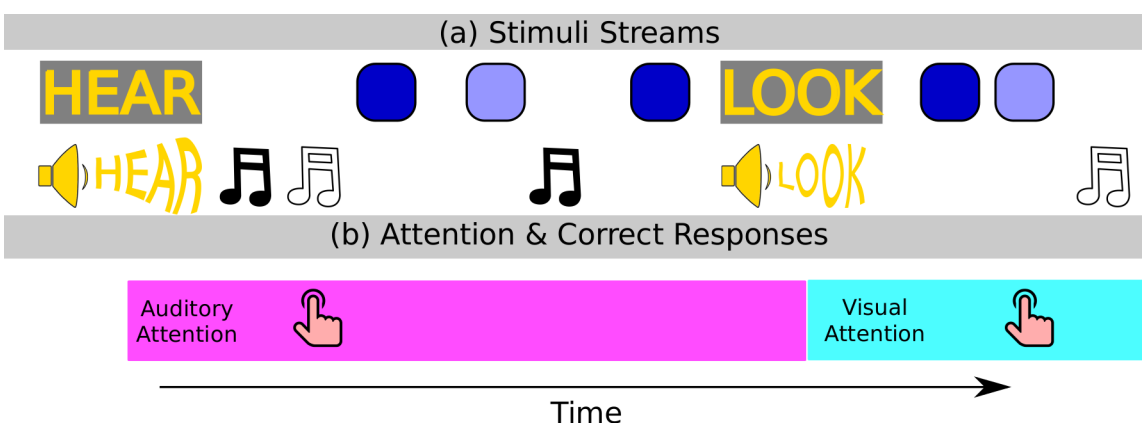 (a) Stimuli Streams
HEAR
LOOK
HEAR
LOOK
(b) Attention & Correct Responses
Auditory
Attention
Visual
Attention
Time